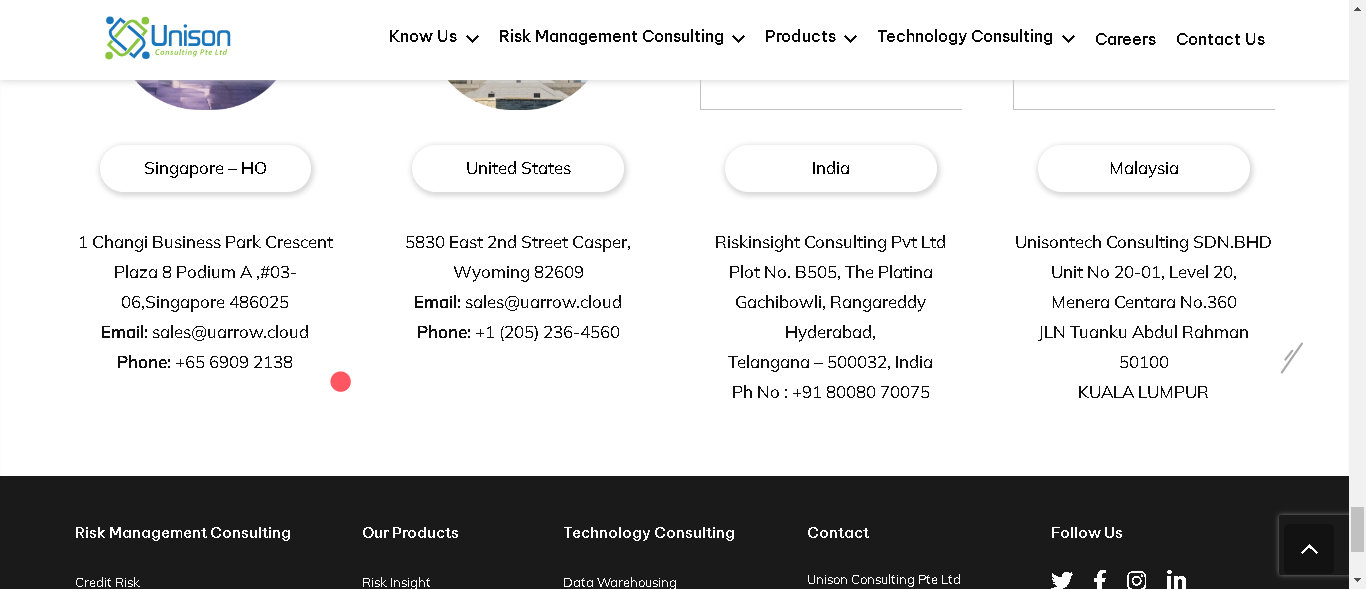 Unison
Consulting Pte Ltd
Know Us
Risk Management Consulting
Products
Technology Consulting
Careers
Contact Us
Singapore – HO
1 Changi Business Park Crescent
Plaza 8 Podium A ,#03-
06,Singapore 486025
Email: sales@uarrow.cloud
Phone: +65 6909 2138
United States
5830 East 2nd Street Casper,
Wyoming 82609
Email: sales@uarrow.cloud
Phone: +1 (205) 236-4560
India
Riskinsight Consulting Pvt Ltd
Plot No. B505, The Platina
Gachibowli, Rangareddy
Hyderabad,
Telangana – 500032, India
Ph No : +91 80080 70075
Malaysia
Unisontech Consulting SDN.BHD
Unit No 20-01, Level 20,
Menera Centara No.360
JLN Tuanku Abdul Rahman
50100
KUALA LUMPUR
Risk Management Consulting
Credit Risk
Our Products
Risk Insight
Technology Consulting
Data Warehousing
Contact
Unison Consulting Pte Ltd
Follow Us